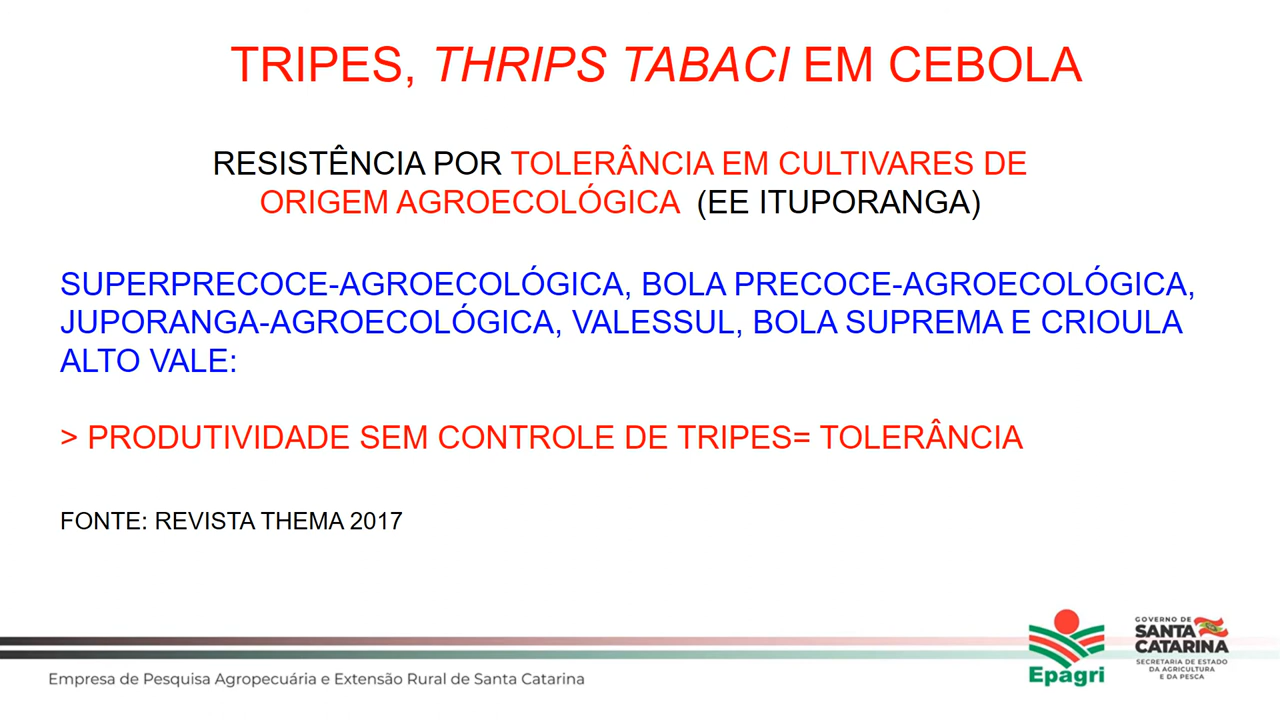 TRIPES, THRIPS TABACI EM CEBOLA
RESISTÊNCIA POR TOLERÂNCIA EM CULTIVARES DE
ORIGEM AGROECOLÓGICA (EE ITUPORANGA)
SUPERPRECOCE-AGROECOLÓGICA, BOLA PRECOCE-AGROECOLÓGICA,
JUPORANGA-AGROECOLÓGICA, VALESSUL, BOLA SUPREMA E CRIOULA
ALTO VALE:
> PRODUTIVIDADE SEM CONTROLE DE TRIPES= TOLERÂNCIA
FONTE: REVISTA THEMA 2017
Empresa de Pesquisa Agropecuária e Extensão Rural de Santa Catarina
Epagri
GOVERNO DE
SANTA
CATARINA
SECRETARIA DE ESTADO
DA AGRICULTURA
E DA PESCA